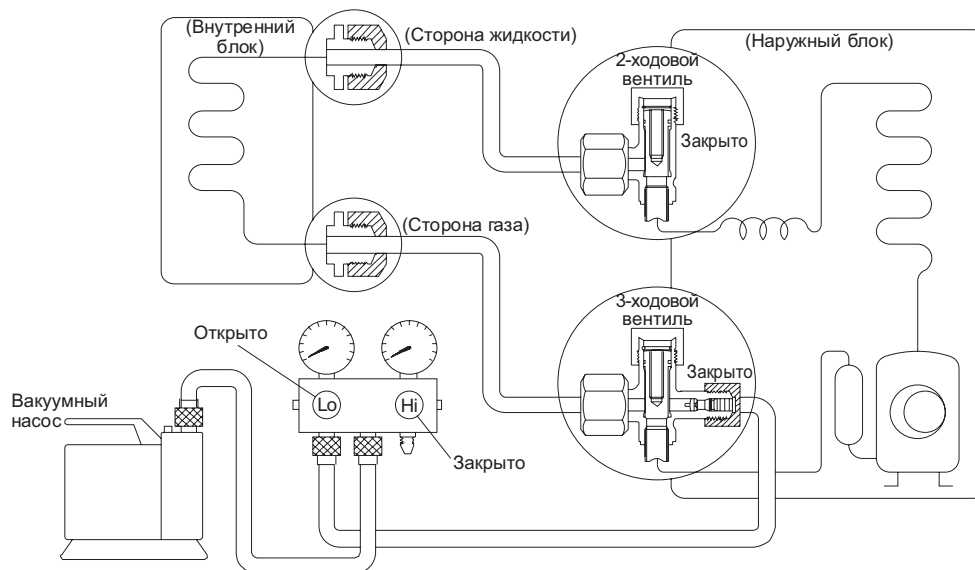 (Внутренний
блок)
(Сторона жидкости)
(Наружный блок)
2-ходовой
вентиль
Закрыто
(Сторона газа)
3-ходовой
вентиль
Закрыто
Открыто
Lo
Hi
Закрыто
Вакуумный
насос